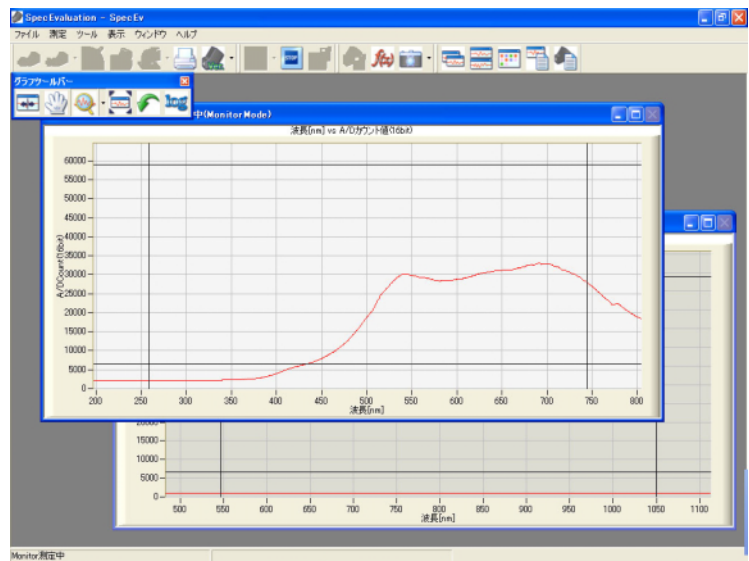 SpecEvaluation - SpecEv
ファイル 測定 ツール 表示 ウィンドウ ヘルプ
f(x)
グラフツールバー
log
中(MonitorMode)
波長[nm] vs A/Dカウント値(16bit)
A/DCount(16bit)
60000
55000
50000
45000
40000
35000
30000
25000
20000
15000
10000
5000
0
200 250 300 350 400 450 500 550 600 650 700 750 800
波長[nm]
20000
15000
10000
5000
0
500 550 600 650 700 750 800 850 900 950 1000 1050 1100
波長[nm]
Monitor測定中